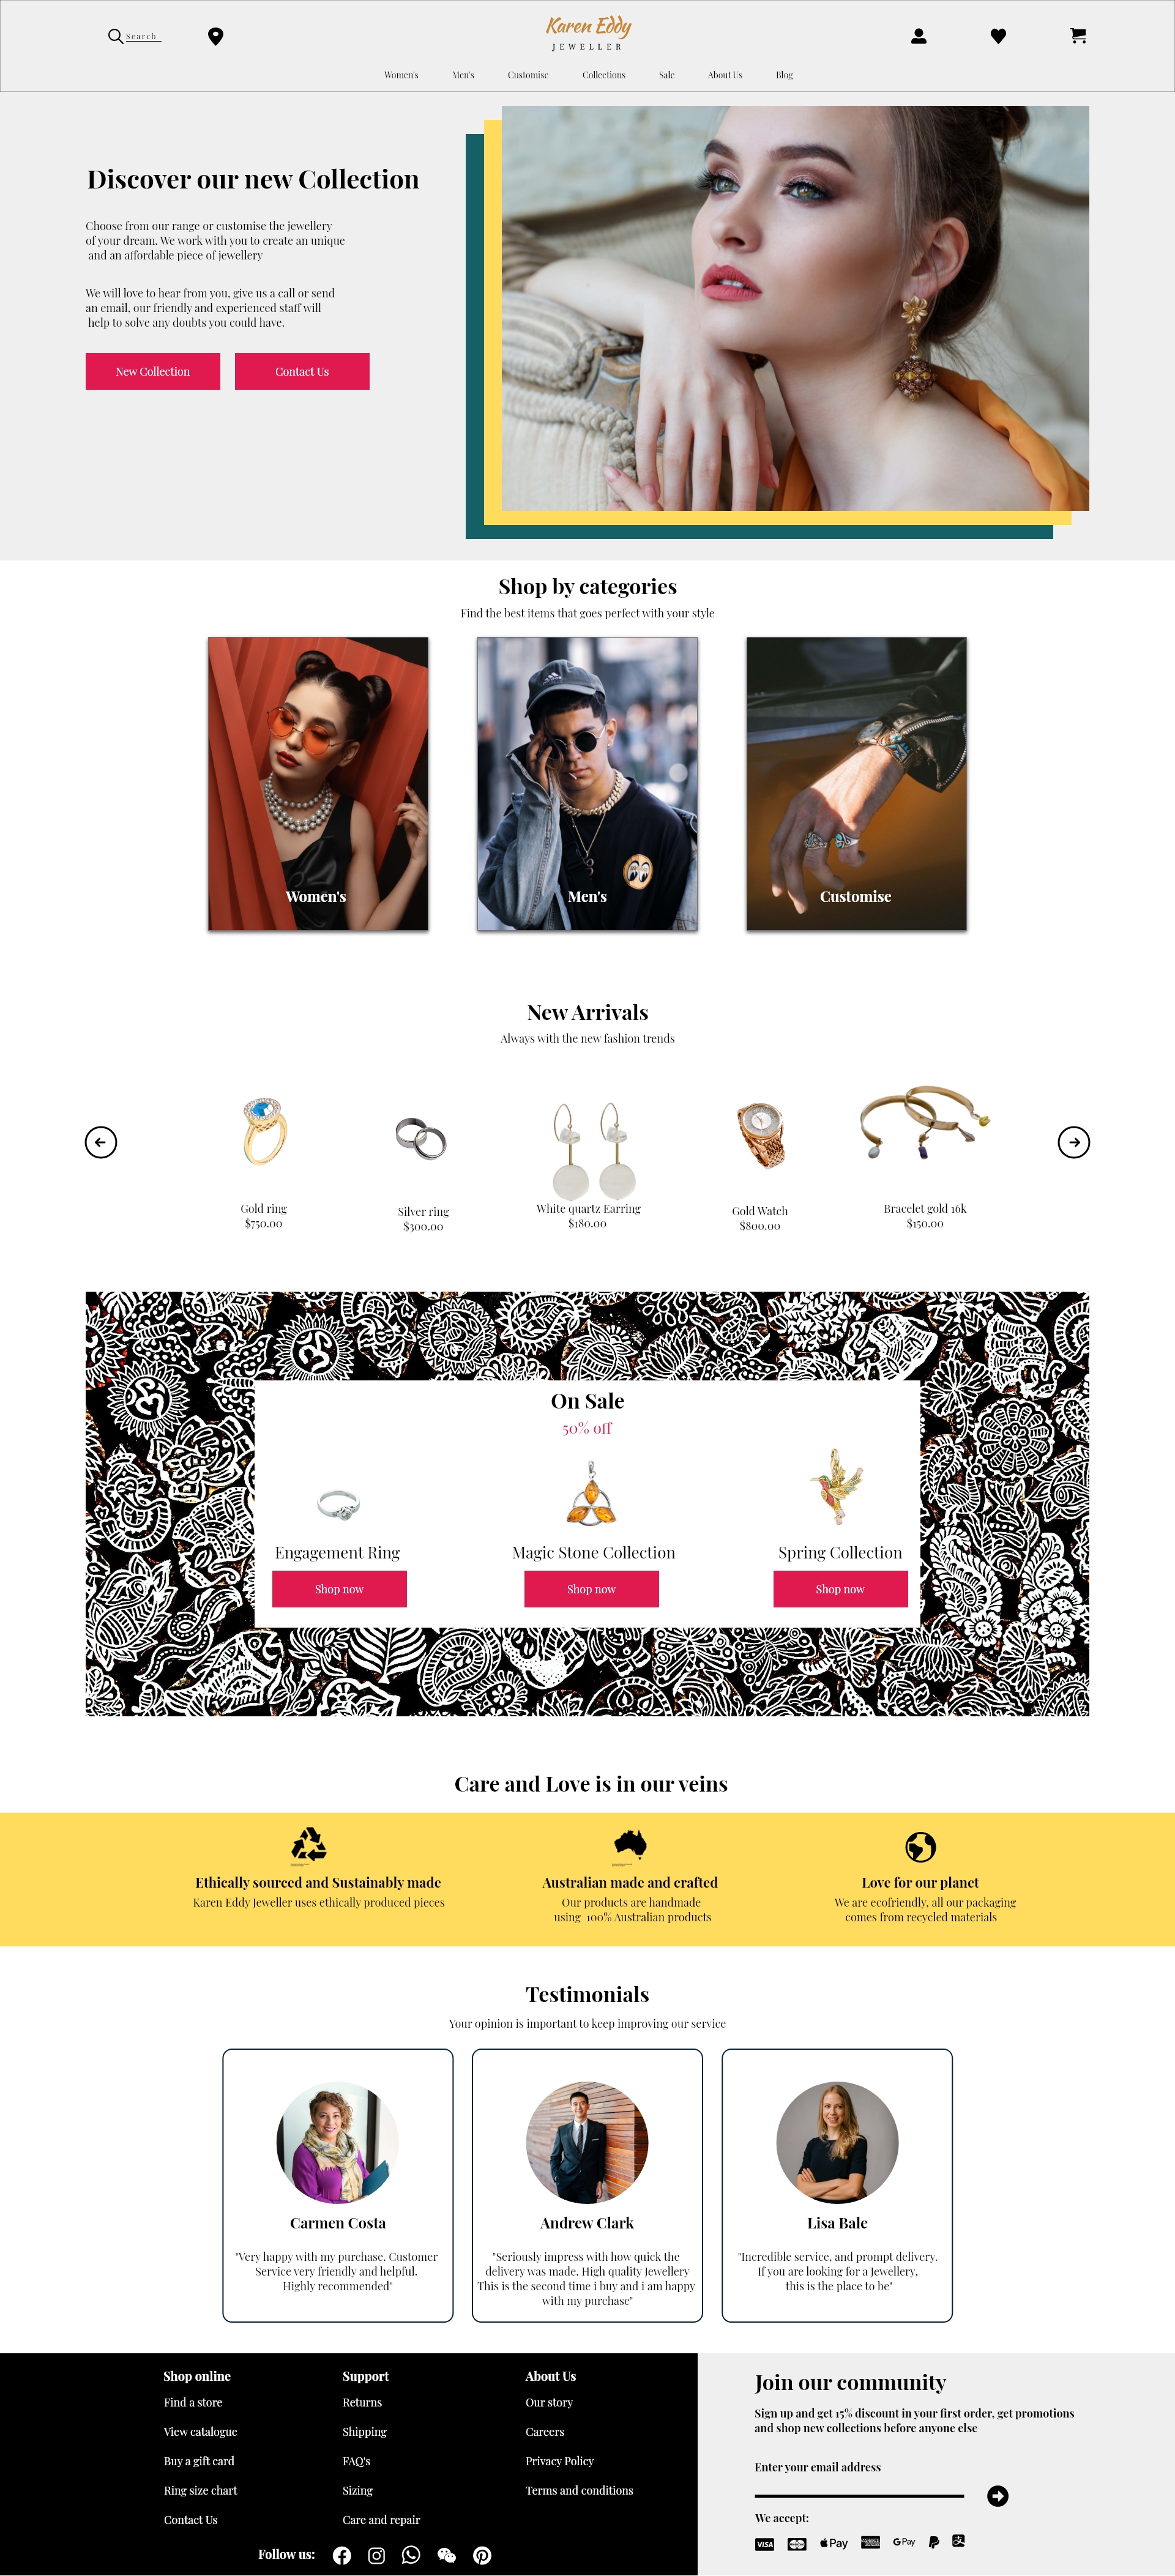 Search
Karen Eddy
JEWELLER
Women's Men's Customise Collections Sale About Us Blog
Discover our new Collection
Choose from our range or customise the jewellery
of your dream. We work with you to create an unique
and an affordable piece of jewellery
We will love to hear from you, give us a call or send
an email, our friendly and experienced staff will
help to solve any doubts you could have.
New Collection Contact Us
Shop by categories
Find the best items that goes perfect with your style
Women's Men's Customise
New Arrivals
Always with the new fashion trends
Gold ring
$750.00
Silver ring
$300.00
White quartz Earring
$180.00
Gold Watch
$800.00
Bracelet gold 16k
$150.00
On Sale
50% off
Engagement Ring
Shop now
Magic Stone Collection
Shop now
Spring Collection
Shop now
Care and Love is in our veins
Ethically sourced and Sustainably made
Karen Eddy Jeweller uses ethically produced pieces
Australian made and crafted
Our products are handmade
using 100% Australian products
Love for our planet
We are ecofriendly, all our packaging
comes from recycled materials
Testimonials
Your opinion is important to keep improving our service
Carmen Costa
"Very happy with my purchase. Customer
Service very friendly and helpful.
Highly recommended"
Andrew Clark
"Seriously impress with how quick the
delivery was made. High quality Jewellery
This is the second time i buy and i am happy
with my purchase"
Lisa Bale
"Incredible service, and prompt delivery.
If you are looking for a Jewellery,
this is the place to be"
Shop online
Find a store
View catalogue
Buy a gift card
Ring size chart
Contact Us
Support
Returns
Shipping
FAQ's
Sizing
Care and repair
About Us
Our story
Careers
Privacy Policy
Terms and conditions
Follow us:
Join our community
Sign up and get 15% discount in your first order, get promotions
and shop new collections before anyone else
Enter your email address
We accept:
VISA Pay G Pay